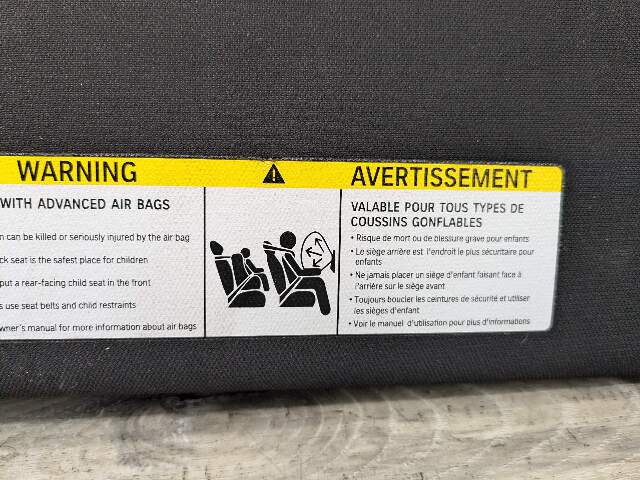 WARNING
WITH ADVANCED AIR BAGS
n can be killed or seriously injured by the air bag
ck seat is the safest place for children
put a rear-facing child seat in the front
s use seat belts and child restraints
wner's manual for more information about air bags
AVERTISSEMENT
VALABLE POUR TOUS TYPES DE
COUSSINS GONFLABLES
• Risque de mort ou de blessure grave pour enfants
• Le siège arrière est l'endroit le plus sécuritaire pour
enfants
• Ne jamais placer un siège d'enfant faisant face à
l'arrière sur le siège avant
• Toujours boucler les ceintures de sécurité et utiliser
les sièges d'enfant
• Voir le manuel d'utilisation pour plus d'informations